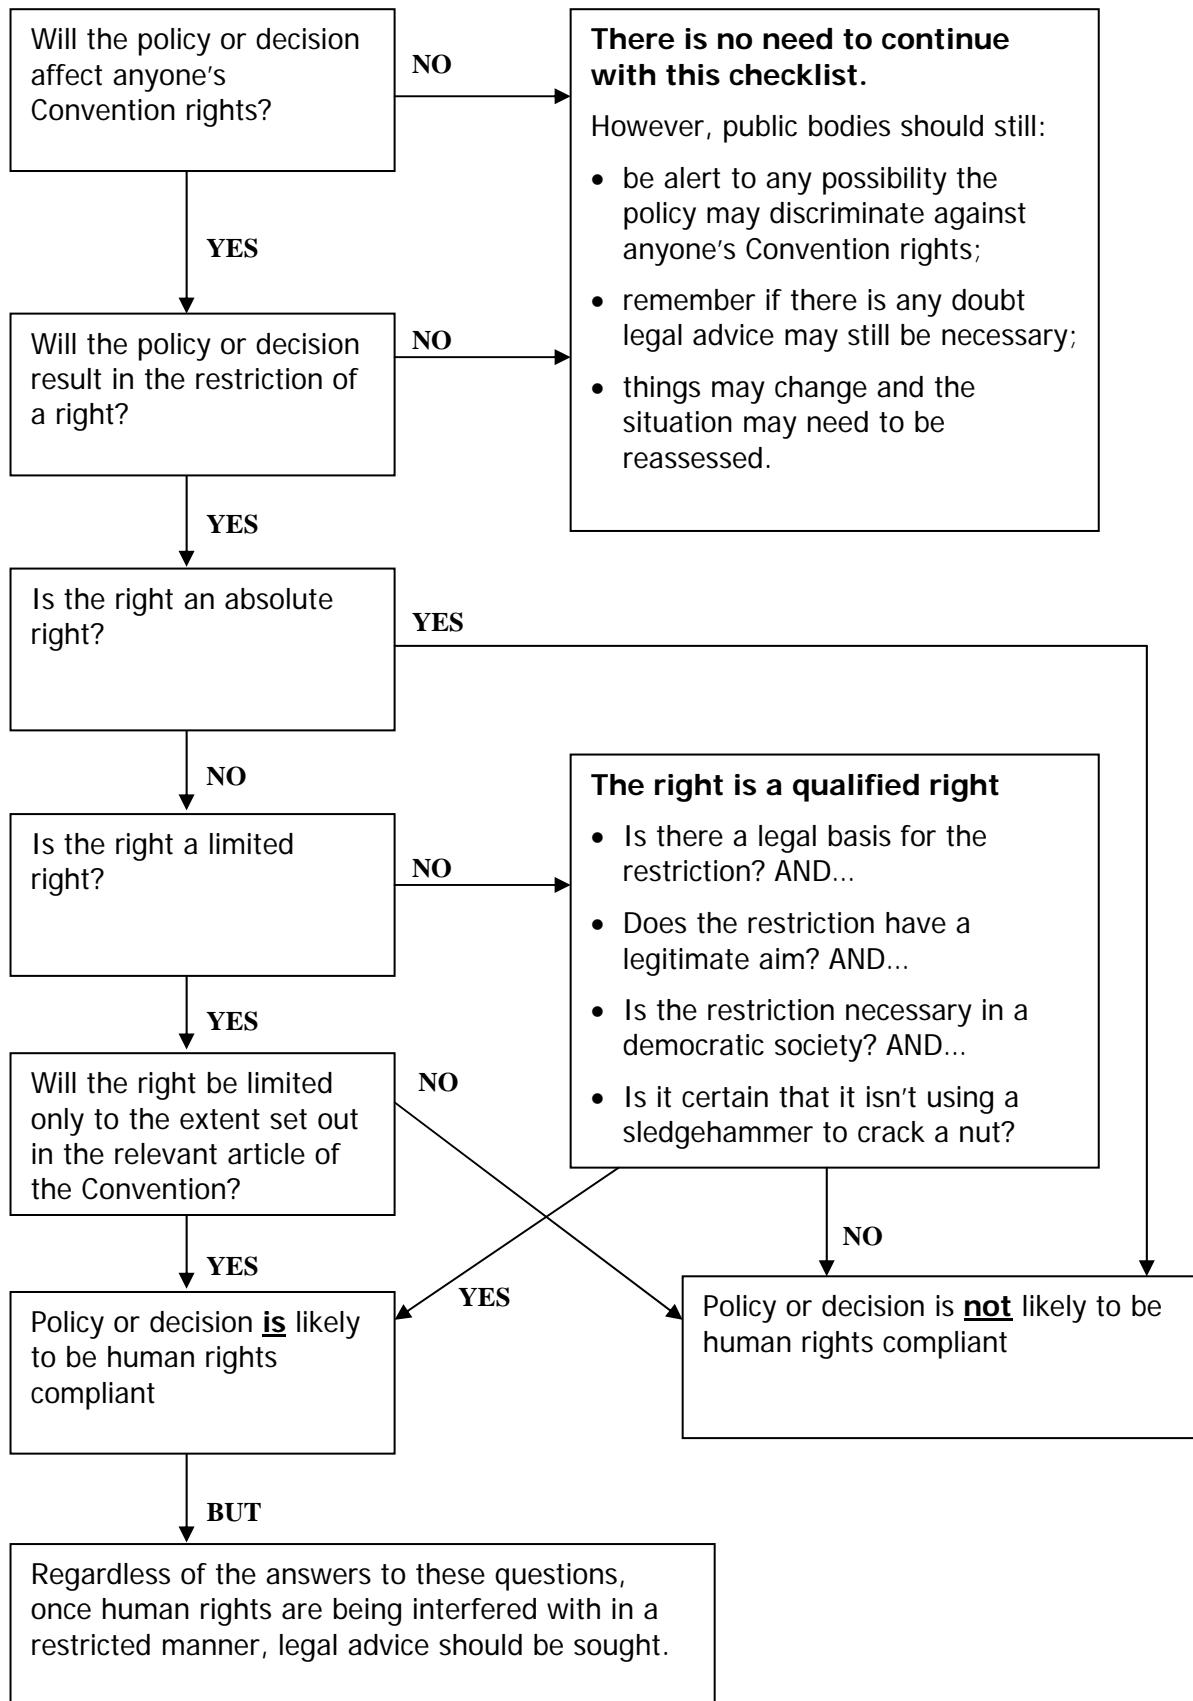 Will the policy or decision
affect anyone's
Convention rights?
NO
There is no need to continue
with this checklist.
However, public bodies should still:
• be alert to any possibility the
policy may discriminate against
anyone's Convention rights;
• remember if there is any doubt
legal advice may still be necessary;
• things may change and the
situation may need to be
reassessed.
YES
Will the policy or decision
result in the restriction of
a right?
NO
YES
Is the right an absolute
right?
YES
NO
Is the right a limited
right?
NO
The right is a qualified right
• Is there a legal basis for the
restriction? AND...
• Does the restriction have a
legitimate aim? AND...
• Is the restriction necessary in a
democratic society? AND...
• Is it certain that it isn't using a
sledgehammer to crack a nut?
YES
Will the right be limited
only to the extent set out
in the relevant article of
the Convention?
NO
YES
YES
NO
Policy or decision is likely
to be human rights
compliant
Policy or decision is not likely to be
human rights compliant
BUT
Regardless of the answers to these questions,
once human rights are being interfered with in a
restricted manner, legal advice should be sought.